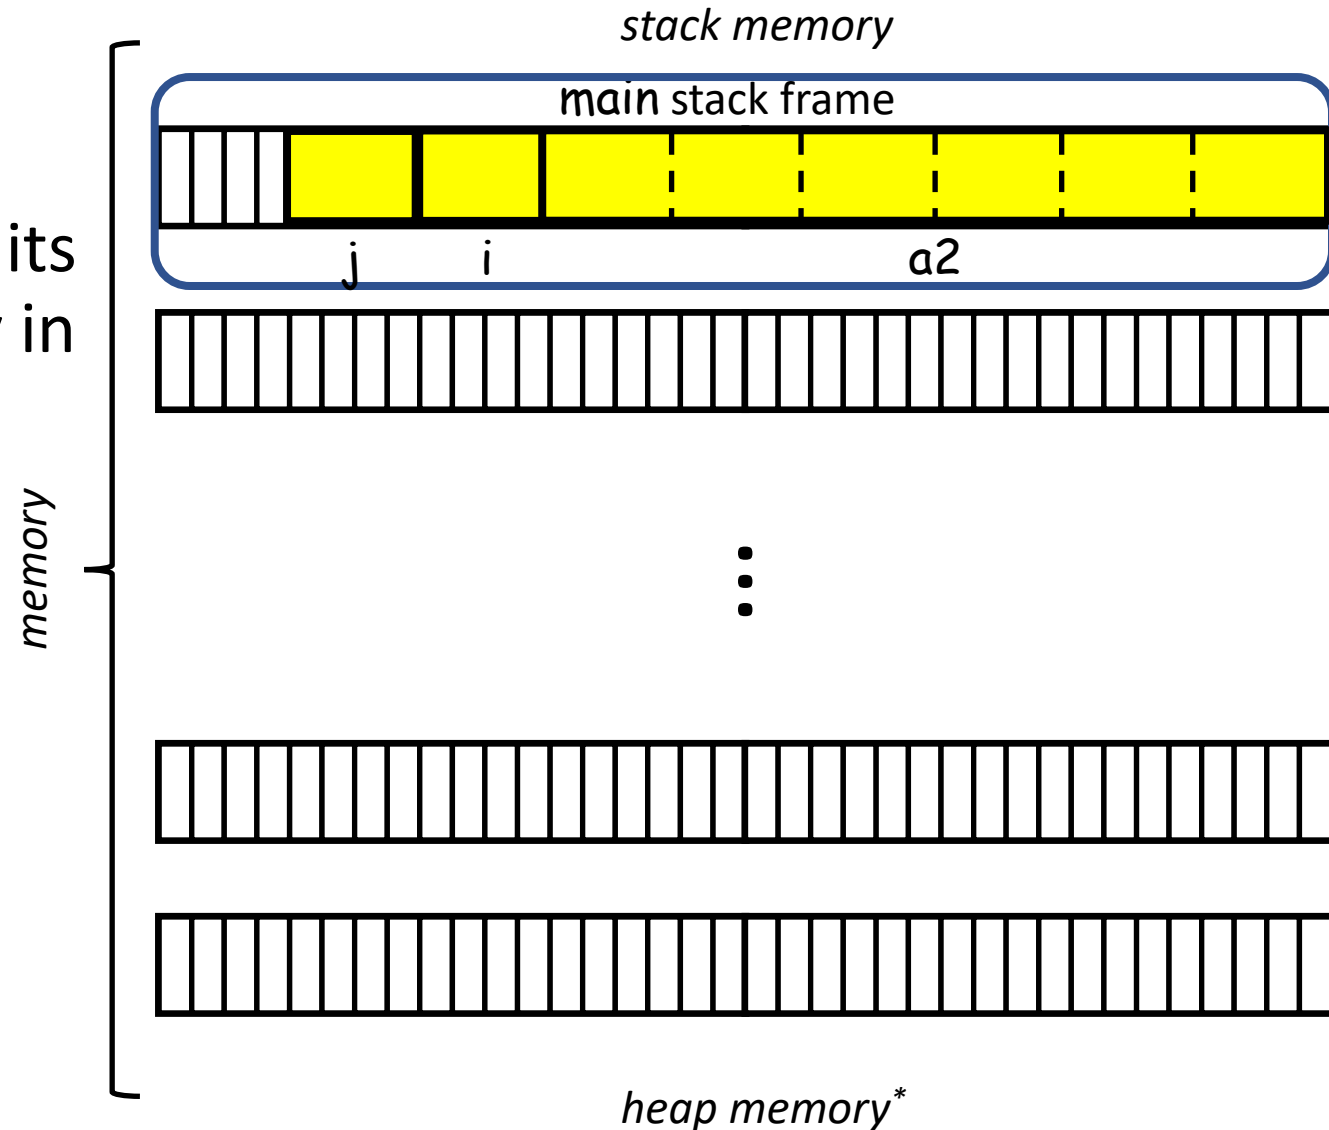 stack memory
main stack frame
its
j i a2
in
memory
heap memory*